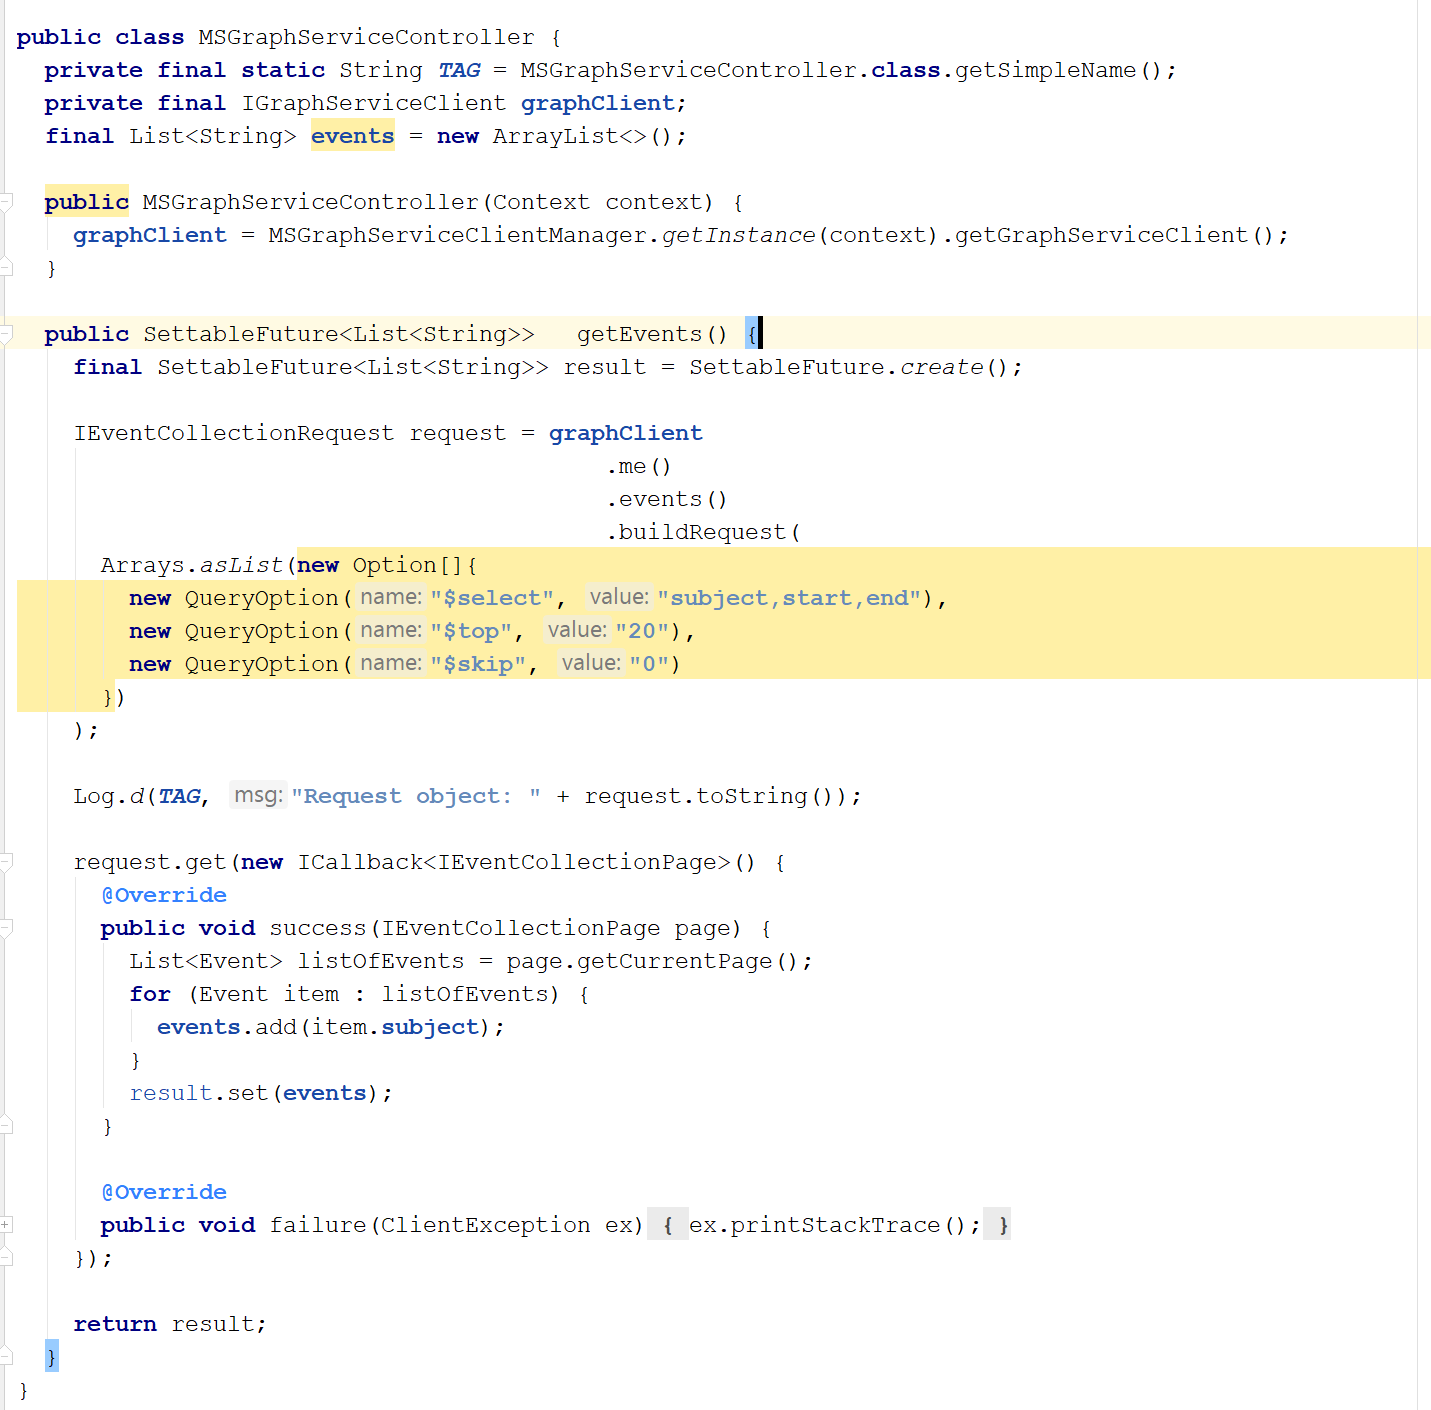 public class MSGraphServiceController {
private final static String TAG = MSGraphServiceController.class.getSimpleName();
private final IGraphServiceClient graphClient;
final List<String> events = new ArrayList<>();
public MSGraphServiceController(Context context) {
graphClient = MSGraphServiceClientManager.getInstance(context).getGraphServiceClient();
}
public SettableFuture<List<String>>   getEvents() {
final SettableFuture<List<String>> result = SettableFuture.create();
IEventCollectionRequest request = graphClient
.me()
.events()
.buildRequest(
Arrays.asList(new Option[]{
new QueryOption( name: "$select", value: "subject,start,end"),
new QueryOption( name: "$top", value: "20"),
new QueryOption( name: "$skip", value: "0")
})
);
Log.d(TAG, msg: "Request object: " + request.toString());
request.get(new ICallback<IEventCollectionPage>() {
@Override
public void success(IEventCollectionPage page) {
List<Event> listOfEvents = page.getCurrentPage();
for (Event item : listOfEvents) {
events.add(item.subject);
}
result.set(events);
}
@Override
public void failure(ClientException ex) { ex.printStackTrace(); }
});
return result;
}
}